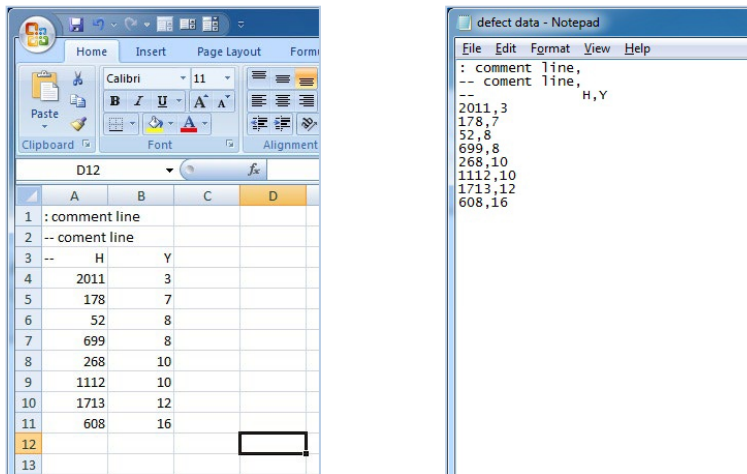 Home Insert Page Layout Form
Calibri 11
B I U A A
Paste
A
Clipboard Font Alignment
D12 fx
A B C D
1 : comment line
2 -- coment line
3 -- H Y
4 2011 3
5 178 7
6 52 8
7 699 8
8 268 10
9 1112 10
10 1713 12
11 608 16
12
13
defect data - Notepad
File Edit Format View Help
: comment line,
-- coment line,
-- H,Y
2011,3
178,7
52,8
699,8
268,10
1112,10
1713,12
608,16